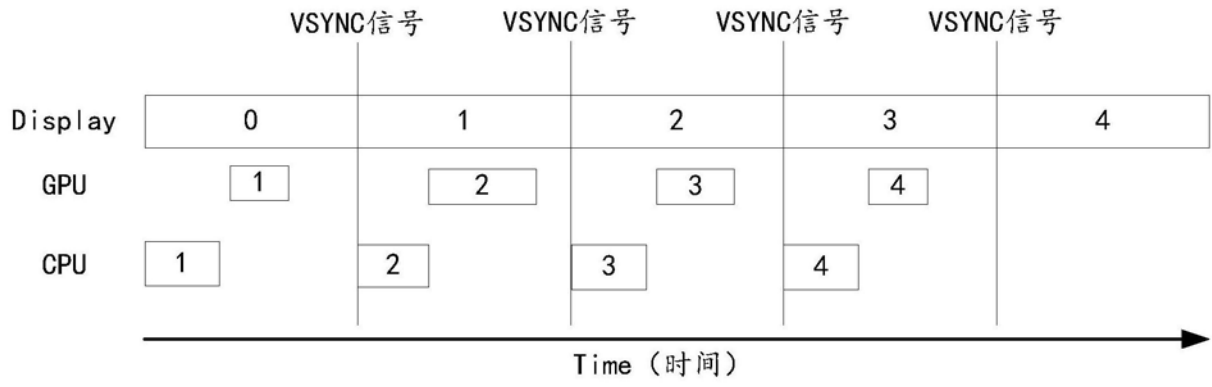 VSYNC信号 VSYNC信号 VSYNC信号 VSYNC信号
Display 0 1 2 3 4
GPU 1 2 3 4
CPU 1 2 3 4
Time (时间)